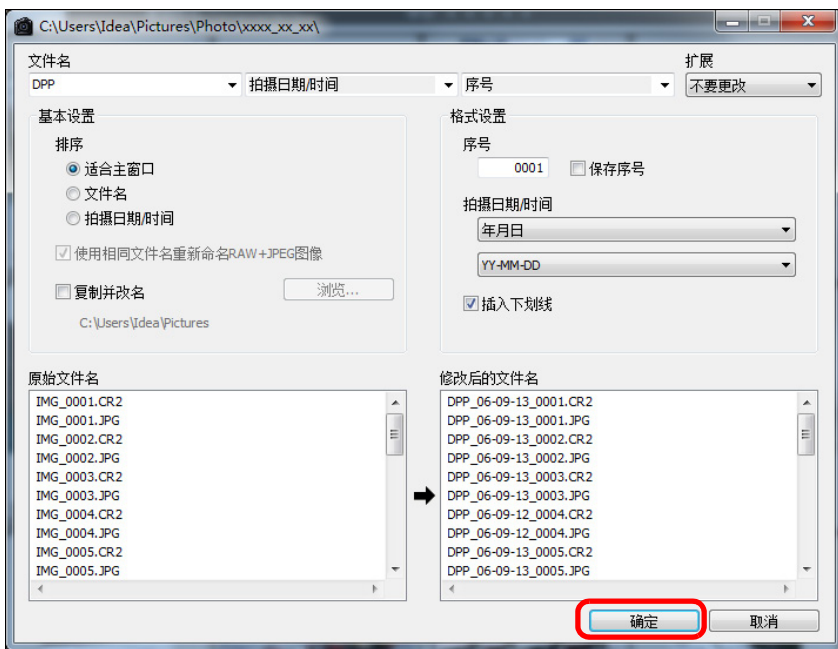 C:\Users\Idea\Pictures\Photo\xxxx_xx_xx\
文件名 扩展
DPP 拍摄日期/时间 序号 不要更改
基本设置
排序
适合主窗口
文件名
拍摄日期/时间
使用相同文件名重新命名RAW+JPEG图像
复制并改名 浏览...
C:\Users\Idea\Pictures
格式设置
序号
0001 保存序号
拍摄日期/时间
年月日
YY-MM-DD
插入下划线
原始文件名
IMG_0001.CR2
IMG_0001.JPG
IMG_0002.CR2
IMG_0002.JPG
IMG_0003.CR2
IMG_0003.JPG
IMG_0004.CR2
IMG_0004.JPG
IMG_0005.CR2
IMG_0005.JPG
修改后的文件名
DPP_06-09-13_0001.CR2
DPP_06-09-13_0001.JPG
DPP_06-09-13_0002.CR2
DPP_06-09-13_0002.JPG
DPP_06-09-13_0003.CR2
DPP_06-09-13_0003.JPG
DPP_06-09-12_0004.CR2
DPP_06-09-12_0004.JPG
DPP_06-09-13_0005.CR2
DPP_06-09-13_0005.JPG
确定 取消